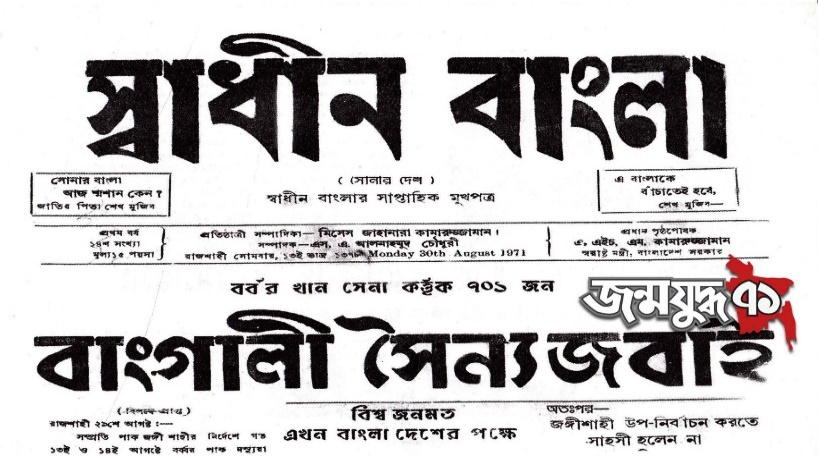 স্বাধীন বাংলা
সোনার বাংলা
আজ শ্মশান কেন ?
জাতির পিতা শেখ মুজিব
( সোনার দেশ )
স্বাধীন বাংলার সাপ্তাহিক মুখপত্র
এ বাংলাকে
বাঁচাতেই হবে,
শেখ মুজিব—
প্রথম বর্ষ
১৪শ সংখ্যা
মূল্য ১৫ পয়সা
প্রতিষ্ঠাত্রী সম্পাদিকা— মিসেস জাহানারা কামারুজ্জামান।
সম্পাদক—এস, এ, আলমাহমুদ চৌধুরী
রাজশাহী সোমবার, ১৩ই ভাদ্র ১৩৭৮ Monday 30th August 1971
প্রধান পৃষ্ঠপোষক
এ, এইচ, এম, কামারুজ্জামান
স্বরাষ্ট্র মন্ত্রী, বাংলাদেশ সরকার
বর্বর খান সেনা কর্তৃক ৭০১ জন
জন্মযুদ্ধ ৭১
বাংগালী সৈন্য জবাই
রাজশাহী ২৯শে আগষ্ট :—
সম্প্রতি পাক জঙ্গী শাহীর নির্দেশে গত
১৩ই ও ১৪ই আগষ্টে বর্বর পাক দস্যুরা
বিশ্ব জনমত
এখন বাংলা দেশের পক্ষে
অতঃপর—
জঙ্গীশাহী উপ-নির্বাচন করতে
সাহসী হলেন না